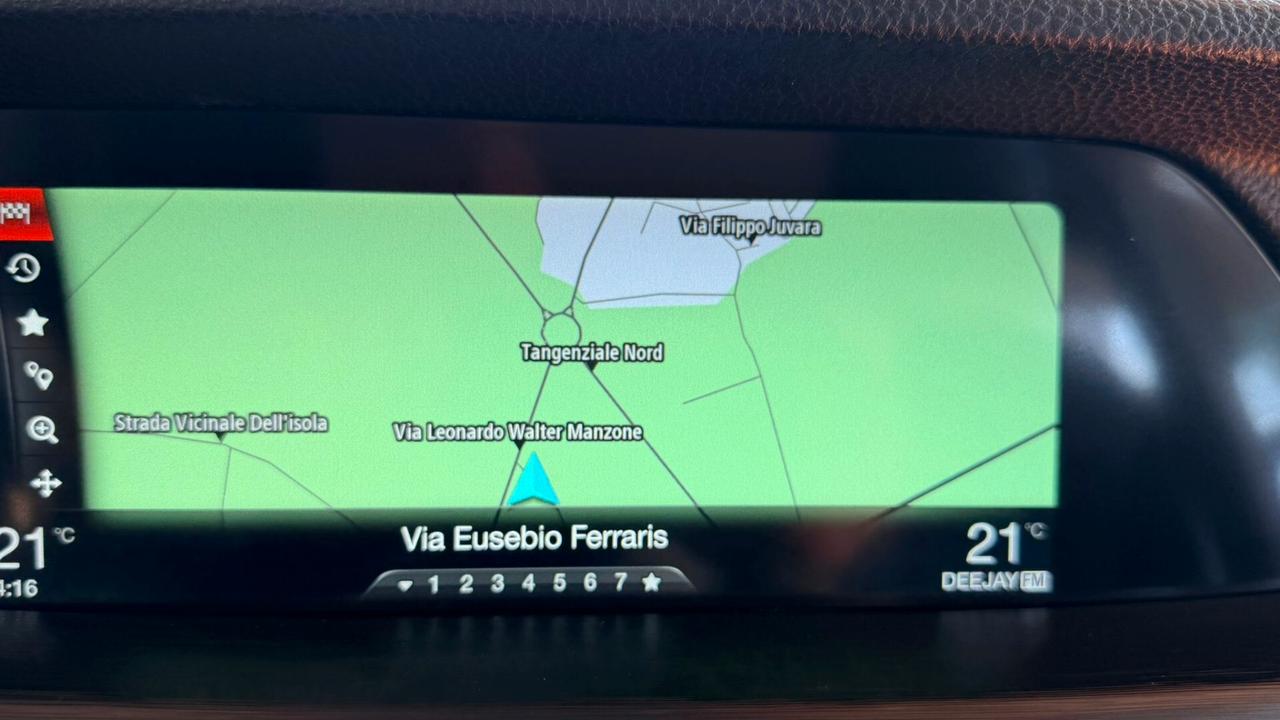 Via Filippo Juvara
Tangenziale Nord
Strada Vicinale Dell'isola
Via Leonardo Walter Manzone
Via Eusebio Ferraris
21°C
21°C
:16
DEEJAY FM
1 2 3 4 5 6 7